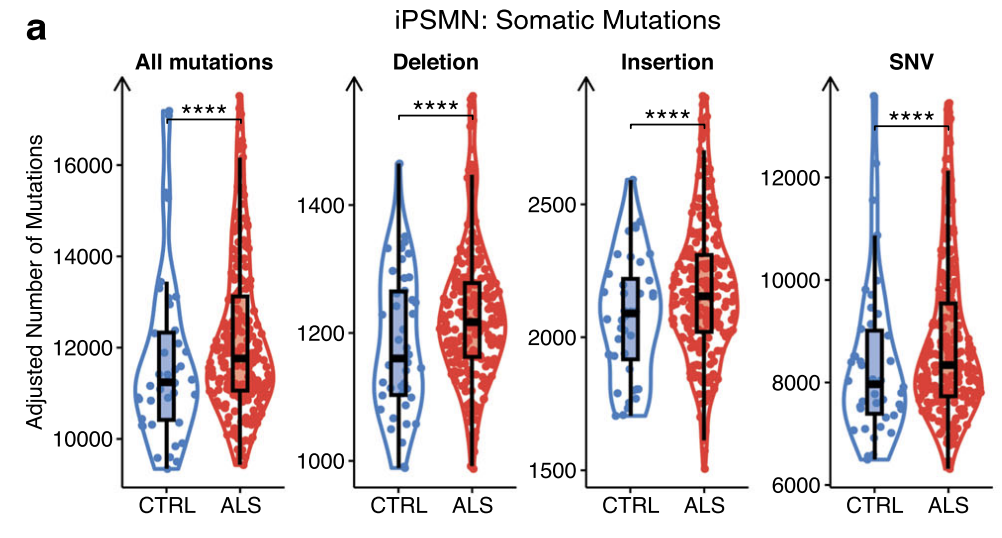 a
iPSMN: Somatic Mutations
All mutations
Deletion
Insertion
SNV
Adjusted Number of Mutations
****
16000
14000
12000
10000
CTRL ALS
****
1400
1200
1000
CTRL ALS
****
2500
2000
1500
CTRL ALS
****
12000
10000
8000
6000
CTRL ALS